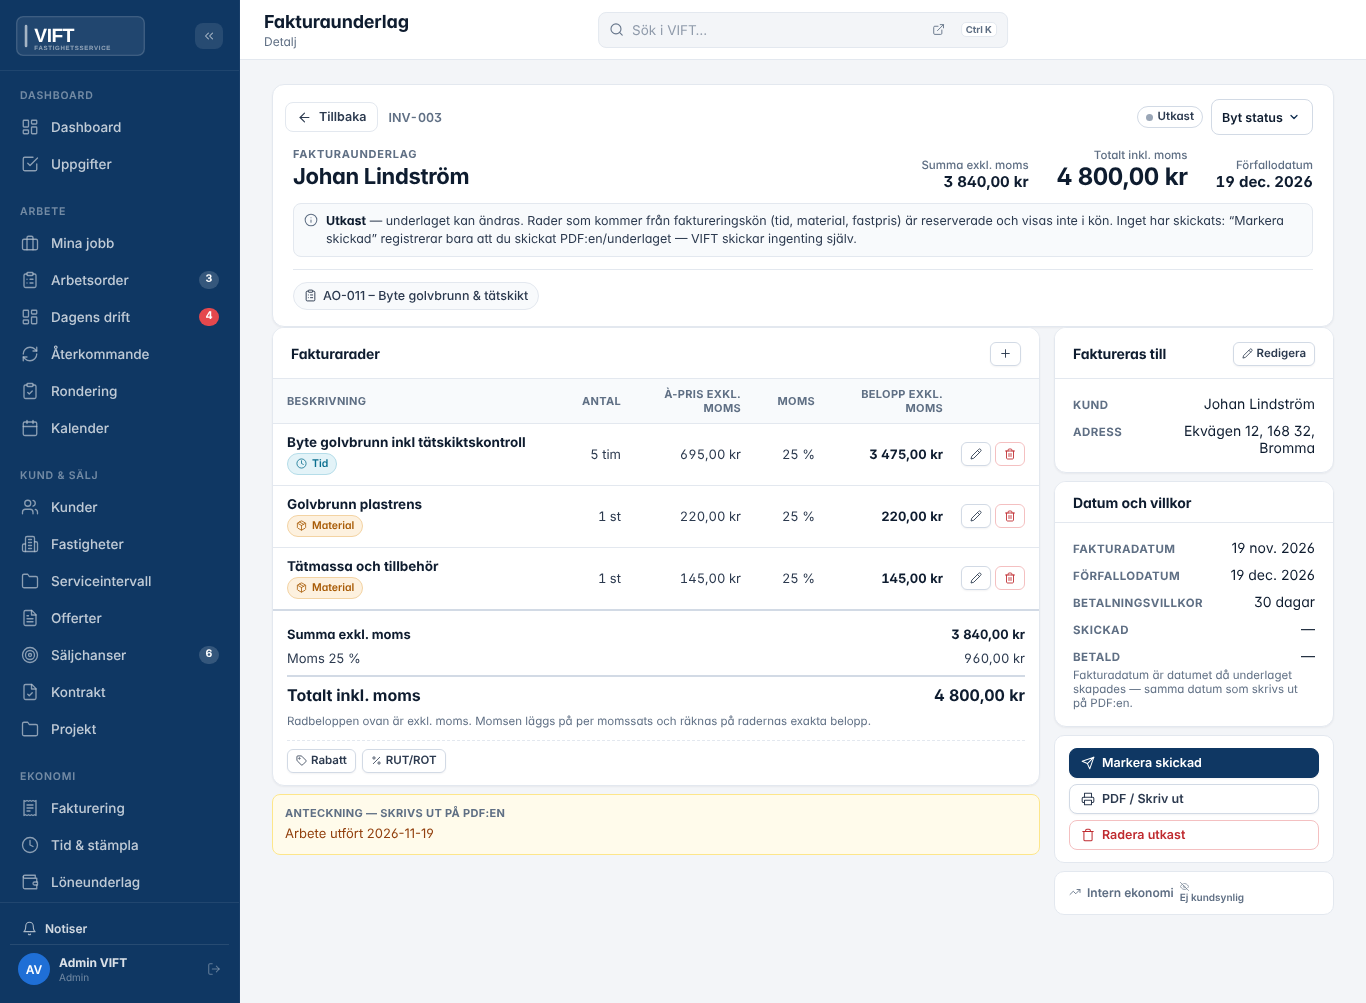 VIFT
FASTIGHETSSERVICE
DASHBOARD
Dashboard
Uppgifter
ARBETE
Mina jobb
Arbetsorder 3
Dagens drift 4
Återkommande
Rondering
Kalender
KUND & SÄLJ
Kunder
Fastigheter
Serviceintervall
Offerter
Säljchanser 6
Kontrakt
Projekt
EKONOMI
Fakturering
Tid & stämpla
Löneunderlag
Notiser
AV
Admin VIFT
Admin
Fakturaunderlag
Detalj
Sök i VIFT...
Ctrl K
Tillbaka
INV-003
Utkast
Byt status
FAKTURAUNDERLAG
Johan Lindström
Summa exkl. moms
3 840,00 kr
Totalt inkl. moms
4 800,00 kr
Förfallodatum
19 dec. 2026
Utkast — underlaget kan ändras. Rader som kommer från faktureringskön (tid, material, fastpris) är reserverade och visas inte i kön. Inget har skickats: "Markera
skickad" registrerar bara att du skickat PDF:en/underlaget — VIFT skickar ingenting själv.
AO-011 – Byte golvbrunn & tätskikt
Fakturarader
BESKRIVNING ANTAL À-PRIS EXKL. MOMS MOMS BELOPP EXKL. MOMS
Byte golvbrunn inkl tätskiktskontroll
Tid
5 tim 695,00 kr 25 % 3 475,00 kr
Golvbrunn plastrens
Material
1 st 220,00 kr 25 % 220,00 kr
Tätmassa och tillbehör
Material
1 st 145,00 kr 25 % 145,00 kr
Summa exkl. moms 3 840,00 kr
Moms 25 % 960,00 kr
Totalt inkl. moms 4 800,00 kr
Radbeloppen ovan är exkl. moms. Momsen läggs på per momssats och räknas på radernas exakta belopp.
Rabatt
RUT/ROT
ANTECKNING — SKRIVS UT PÅ PDF:EN
Arbete utfört 2026-11-19
Faktureras till
Redigera
KUND Johan Lindström
ADRESS Ekvägen 12, 168 32,
Bromma
Datum och villkor
FAKTURADATUM 19 nov. 2026
FÖRFALLODATUM 19 dec. 2026
BETALNINGSVILLKOR 30 dagar
SKICKAD —
BETALD —
Fakturadatum är datumet då underlaget
skapades — samma datum som skrivs ut
på PDF:en.
Markera skickad
PDF / Skriv ut
Radera utkast
Intern ekonomi
Ej kundsynlig